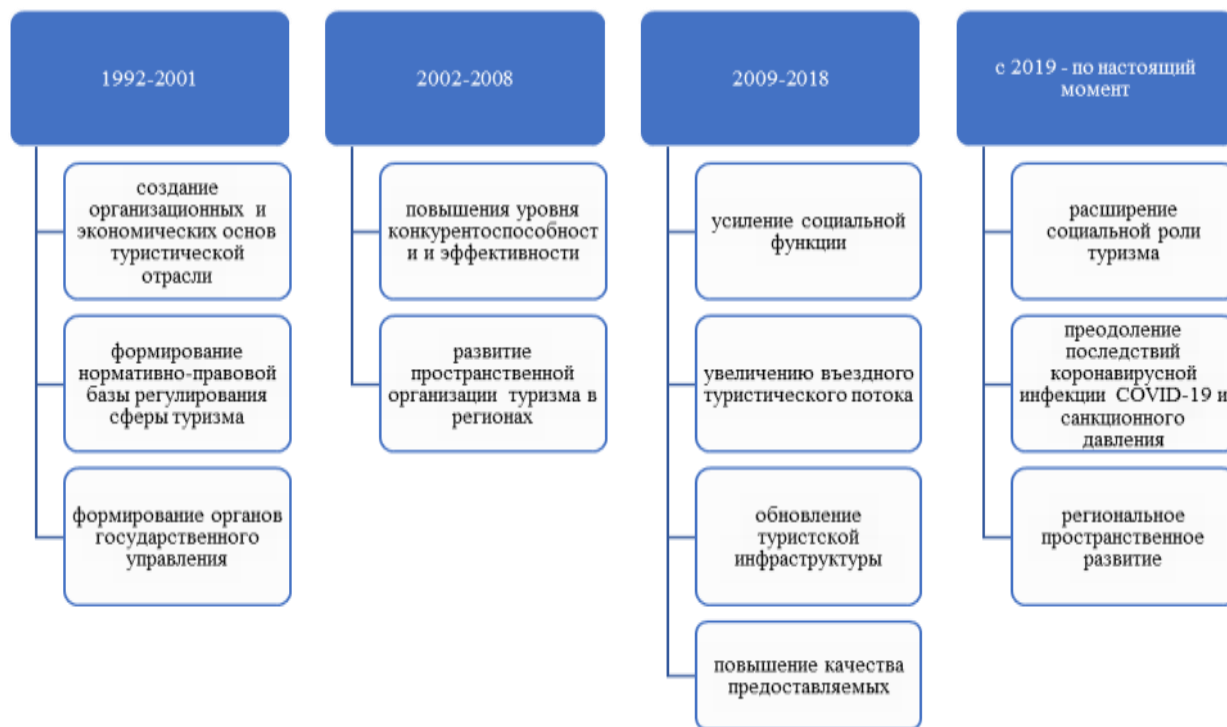 1992-2001
создание
организационных и
экономических основ
туристической
отрасли
формирование
нормативно-правовой
базы регулирования
сферы туризма
формирование органов
государственного
управления
2002-2008
повышения уровня
конкурентоспособност
и и эффективности
развитие
пространственной
организации туризма в
регионах
2009-2018
усиление социальной
функции
увеличению въездного
туристического потока
обновление
туристской
инфраструктуры
повышение качества
предоставляемых
с 2019 - по настоящий
момент
расширение
социальной роли
туризма
преодоление
последствий
коронавирусной
инфекции COVID-19 и
санкционного
давления
региональное
пространственное
развитие